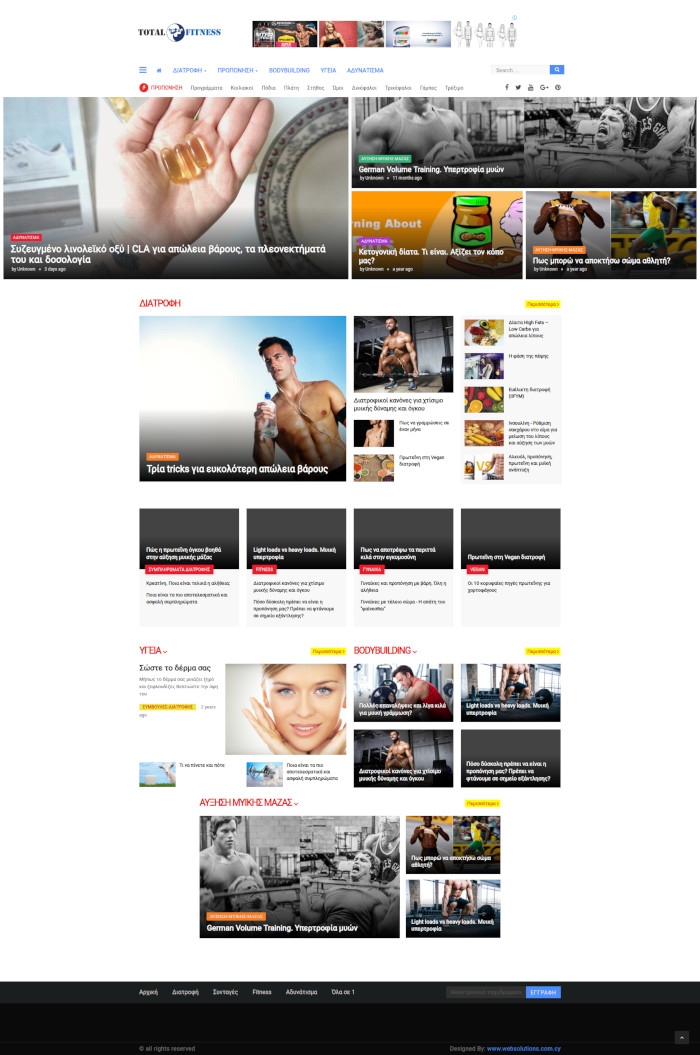 TOTAL FITNESS
ΔΙΑΤΡΟΦΗ
ΠΡΟΠΟΝΗΣΗ
BODYBUILDING
ΥΓΕΙΑ
ΑΔΥΝΑΤΙΣΜΑ
Search...
ΠΡΟΠΟΝΗΣΗ
Προγράμματα
Κοιλιακοί
Πόδια
Πλάτη
Στήθος
Ώμοι
Δικέφαλοι
Τρικέφαλοι
Γάμπες
Τρέξιμο
ΑΔΥΝΑΤΙΣΜΑ
Συζευγμένο λινολεϊκό οξύ | CLA για απώλεια βάρους, τα πλεονεκτήματά
του και δοσολογία
by Unknown
3 days ago
ΑΥΞΗΣΗ ΜΥΙΚΗΣ ΜΑΖΑΣ
German Volume Training. Υπερτροφία μυών
by Unknown
11 months ago
ning About
ΑΔΥΝΑΤΙΣΜΑ
Κετογονική δίατα. Τι είναι. Αξίζει τον κόπο
μας?
by Unknown
a year ago
ΑΥΞΗΣΗ ΜΥΙΚΗΣ ΜΑΖΑΣ
Πως μπορώ να αποκτήσω σώμα αθλητή?
by Unknown
a year ago
ΔΙΑΤΡΟΦΗ
Περισσότερα
ΑΔΥΝΑΤΙΣΜΑ
Τρία tricks για ευκολότερη απώλεια βάρους
Διατροφικοί κανόνες για χτίσιμο
μυικής δύναμης και όγκου
Πως να γραμμώσεις σε
έναν μήνα
Πρωτεΐνη στη Vegan
διατροφή
Δίαιτα High Fats –
Low Carbs για
απώλεια λίπους
Η φάση της πέψης
Ευέλικτη διατροφή
(IIFYM)
Ινσουλίνη - Ρύθμιση
σακχάρου στο αίμα για
μείωση του λίπους
και αύξηση των μυών
Αλκοόλ, προπόνηση,
πρωτεΐνη και μυϊκή
ανάπτυξη
Πώς η πρωτεΐνη όγκου βοηθά
στην αύξηση μυικής μάζας
ΣΥΜΠΛΗΡΩΜΑΤΑ ΔΙΑΤΡΟΦΗΣ
Κρεατίνη. Ποια είναι τελικά η αλήθεια
Ποια είναι τα πιο αποτελεσματικά και
ασφαλή συμπληρώματα
Light loads vs heavy loads. Μυική
υπερτροφία
FITNESS
Διατροφικοί κανόνες για χτίσιμο
μυικής δύναμης και όγκου
Πόσο δύσκολη πρέπει να είναι η
προπόνηση μας? Πρέπει να φτάνουμε
σε σημείο εξάντλησης?
Πως να αποτρέψω τα περιττά
κιλά στην εγκυμοσύνη
ΓΥΝΑΙΚΑ
Γυναίκες και προπόνηση με βάρη. Όλη η
αλήθεια
Γυναίκες με τέλειο σώμα - Η απάτη του
"φαίνεσθαι"
Πρωτεΐνη στη Vegan διατροφή
VEGAN
Οι 10 κορυφαίες πηγές πρωτεΐνης για
χορτοφάγους
ΥΓΕΙΑ
Περισσότερα
Σώστε το δέρμα σας
Μήπως το δέρμα σας μοιάζει ξηρό
και ξεφλουδίζει; Βελτιώστε την όψη
του
ΣΥΜΒΟΥΛΕΣ ΔΙΑΤΡΟΦΗΣ
2 years
ago
Τι να πίνετε και πότε
Ποια είναι τα πιο
αποτελεσματικά και
ασφαλή συμπληρώματα
BODYBUILDING
Περισσότερα
Πολλές επαναλήψεις και λίγα κιλά
για μυική γράμμωση?
Light loads vs heavy loads. Μυική
υπερτροφία
Διατροφικοί κανόνες για χτίσιμο
μυικής δύναμης και όγκου
Πόσο δύσκολη πρέπει να είναι η
προπόνηση μας? Πρέπει να
φτάνουμε σε σημείο εξάντλησης?
ΑΥΞΗΣΗ ΜΥΙΚΗΣ ΜΑΖΑΣ
Περισσότερα
ΑΥΞΗΣΗ ΜΥΙΚΗΣ ΜΑΖΑΣ
German Volume Training. Υπερτροφία μυών
Πως μπορώ να αποκτήσω σώμα
αθλητή?
Light loads vs heavy loads. Μυική
υπερτροφία
Αρχική
Διατροφή
Συνταγές
Fitness
Αδυνάτισμα
Όλα σε 1
ΕΓΓΡΑΦΗ
© all rights reserved
Designed By: www.websolutions.com.cy